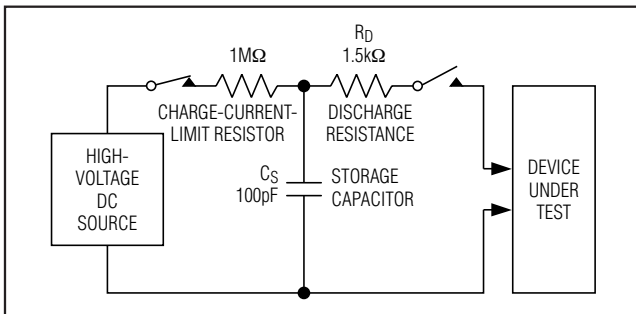 R_D
1MΩ
1.5kΩ
CHARGE-CURRENT-
LIMIT RESISTOR
DISCHARGE
RESISTANCE
HIGH-
VOLTAGE
DC
SOURCE
C_S
100pF
STORAGE
CAPACITOR
DEVICE
UNDER
TEST